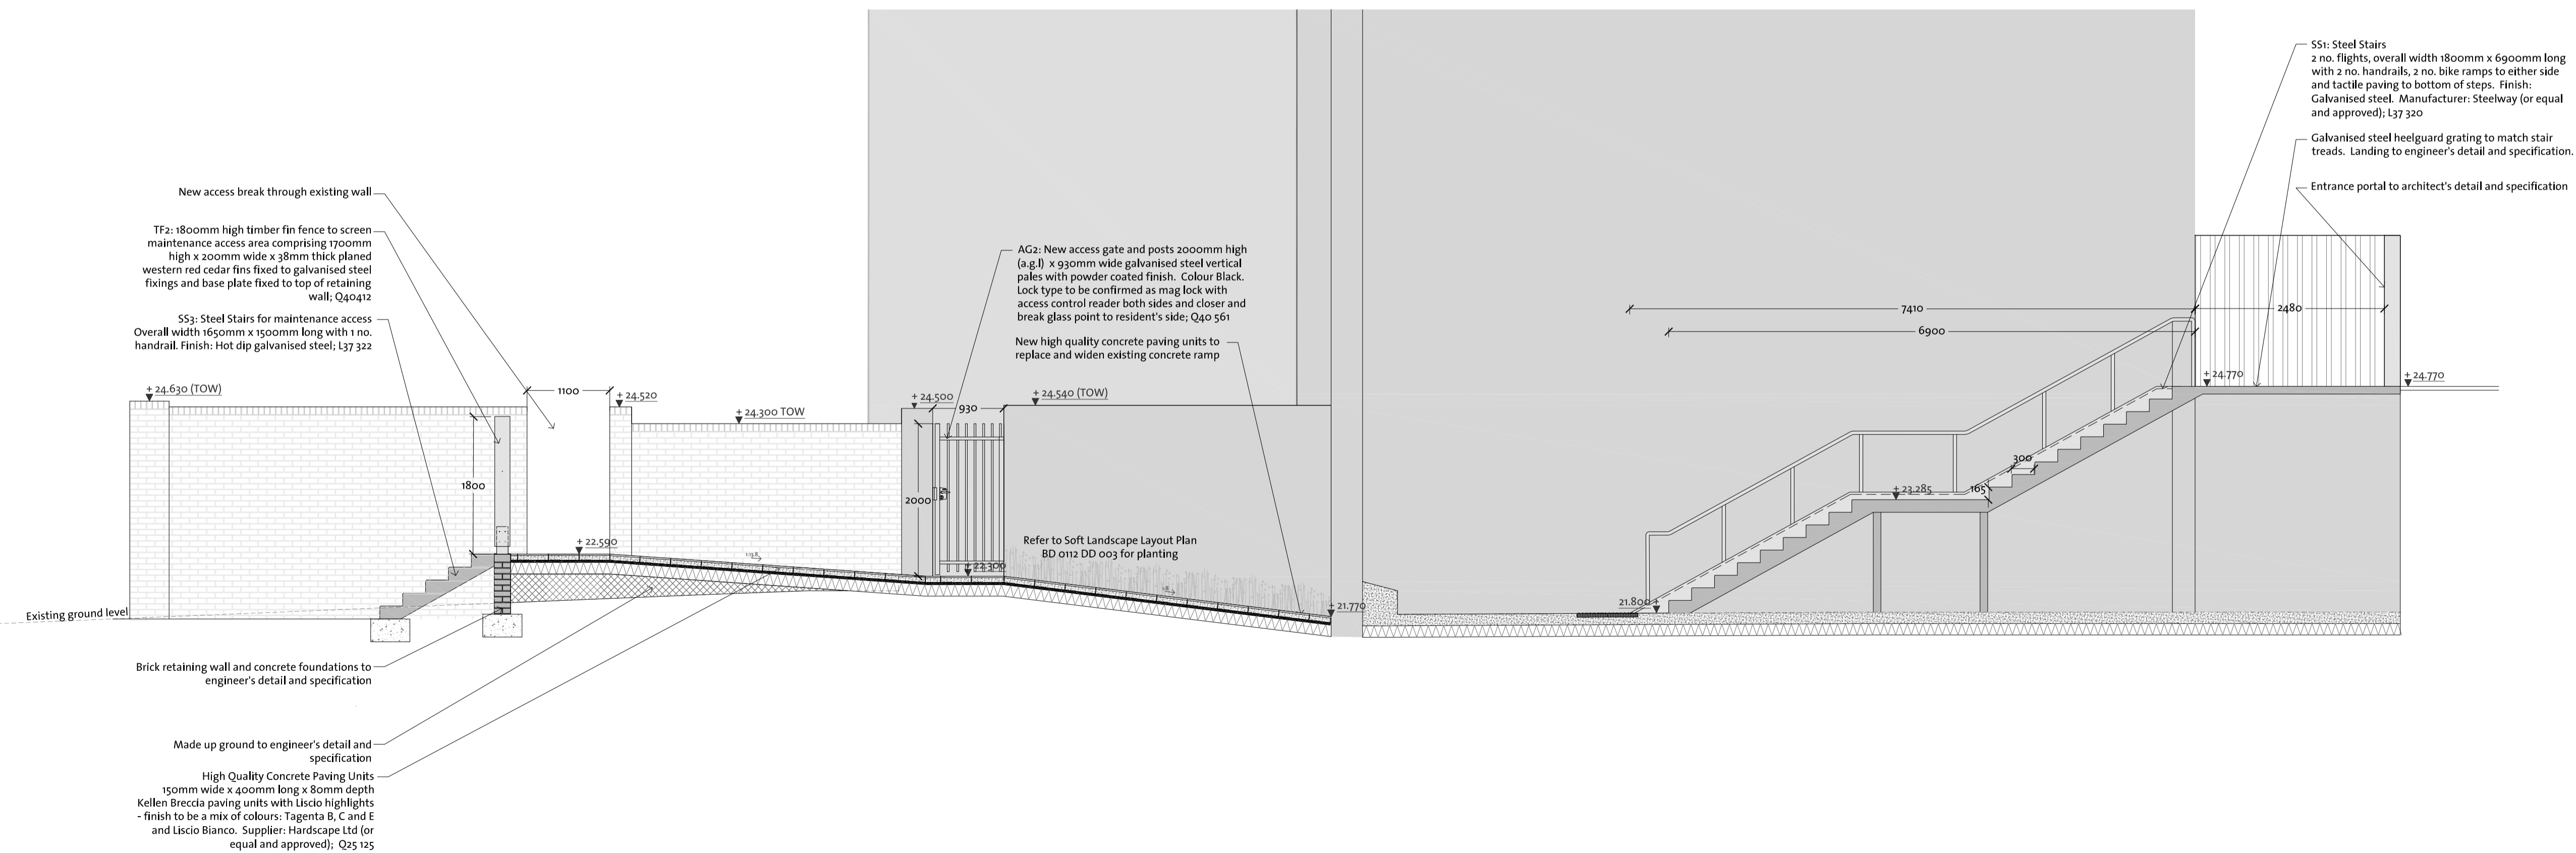 SS1: Steel Stairs
2 no. flights, overall width 1800mm x 6900mm long
with 2 no. handrails, 2 no. bike ramps to either side
and tactile paving to bottom of steps. Finish:
Galvanised steel. Manufacturer: Steelway (or equal
and approved); L37 320
Galvanised steel heelguard grating to match stair
treads. Landing to engineer's detail and specification.
Entrance portal to architect's detail and specification
New access break through existing wall
TF2: 1800mm high timber fin fence to screen
maintenance access area comprising 1700mm
high x 200mm wide x 38mm thick planed
western red cedar fins fixed to galvanised steel
fixings and base plate fixed to top of retaining
wall; Q40412
SS3: Steel Stairs for maintenance access
Overall width 1650mm x 1500mm long with 1 no.
handrail. Finish: Hot dip galvanised steel; L37 322
AG2: New access gate and posts 2000mm high
(a.g.l) x 930mm wide galvanised steel vertical
pales with powder coated finish. Colour Black.
Lock type to be confirmed as mag lock with
access control reader both sides and closer and
break glass point to resident's side; Q40 561
New high quality concrete paving units to
replace and widen existing concrete ramp
7410
2480
6900
+ 24.630 (TOW)
1100
+ 24.520
+ 24.300 TOW
+ 24.500
930
+ 24.540 (TOW)
+ 24.770
+ 24.770
1800
2000
300
165
+ 23.285
+ 22.590
1:13.8
+ 22.300
Refer to Soft Landscape Layout Plan
BD 0112 DD 003 for planting
+ 21.770
21.800 +
Existing ground level
Brick retaining wall and concrete foundations to
engineer's detail and specification
Made up ground to engineer's detail and
specification
High Quality Concrete Paving Units
150mm wide x 400mm long x 80mm depth
Kellen Breccia paving units with Liscio highlights
- finish to be a mix of colours: Tagenta B, C and E
and Liscio Bianco. Supplier: Hardscape Ltd (or
equal and approved); Q25 125